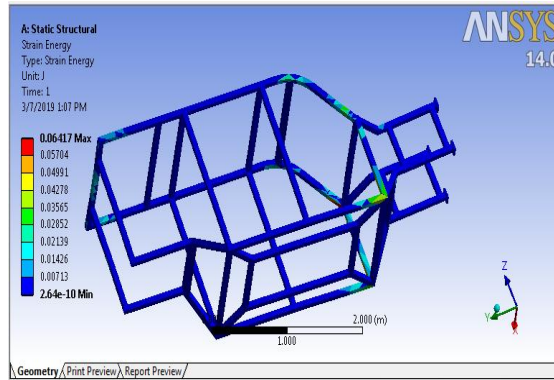 A: Static Structural
Strain Energy
Type: Strain Energy
Unit: J
Time: 1
3/7/2019 1:07 PM
ANSYS
14.0
0.06417 Max
0.05704
0.04991
0.04278
0.03565
0.02852
0.02139
0.01426
0.00713
2.64e-10 Min
Z
Y
X
2.000 (m)
1.000
Geometry Print Preview Report Preview